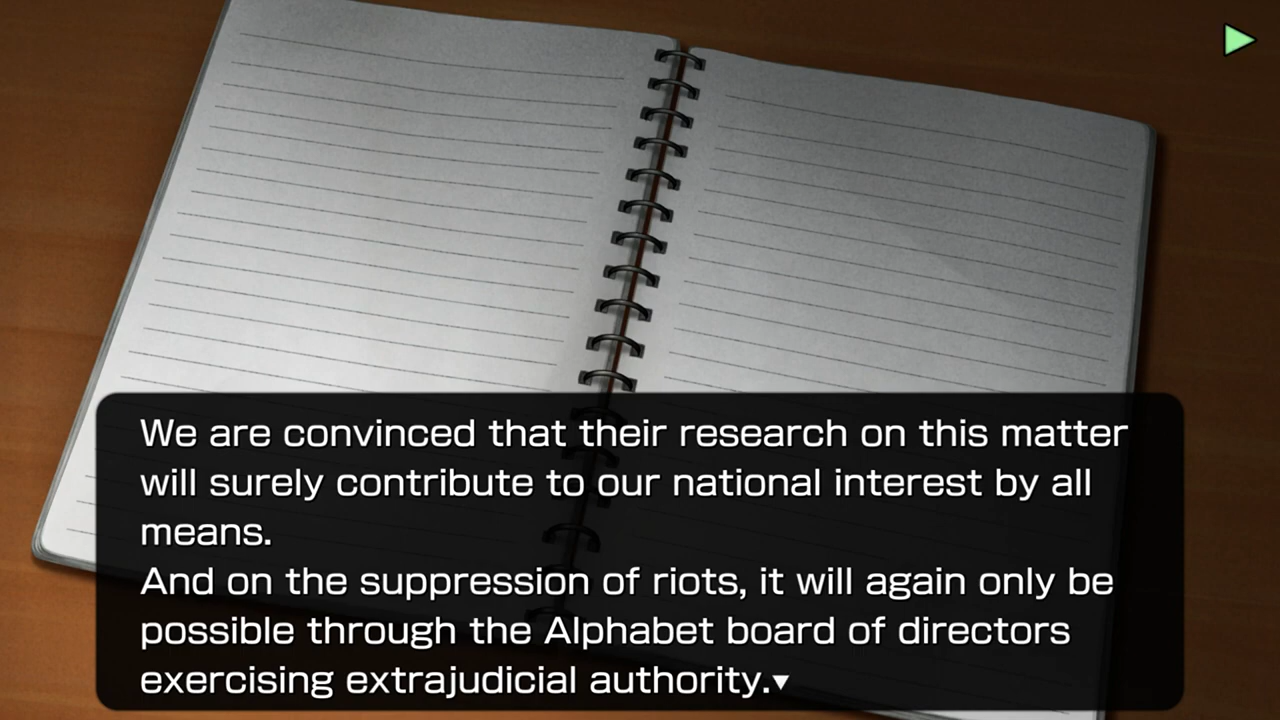 We are convinced that their research on this matter
will surely contribute to our national interest by all
means.
And on the suppression of riots, it will again only be
possible through the Alphabet board of directors
exercising extrajudicial authority.▼